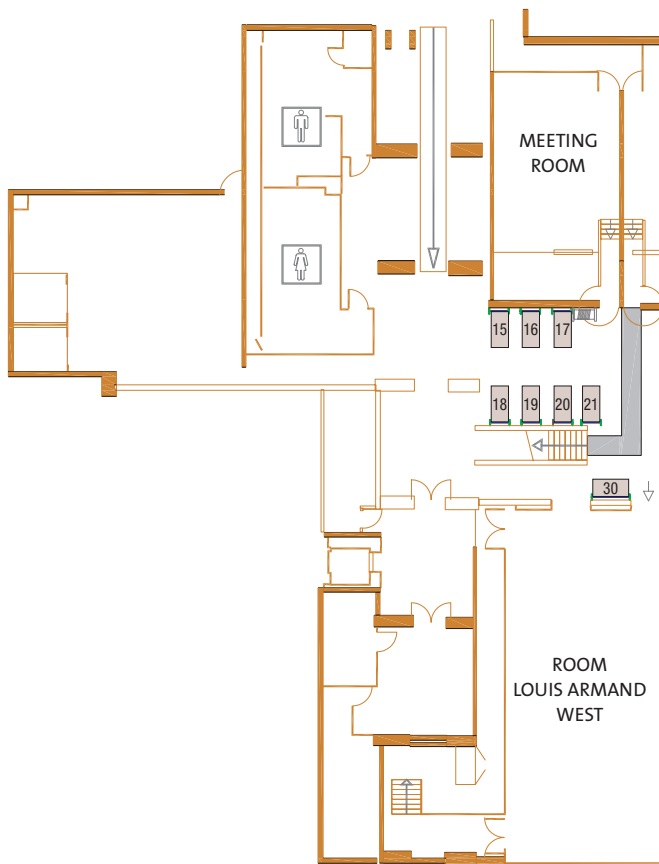 MEETING
ROOM
15 16 17
18 19 20 21
30
ROOM
LOUIS ARMAND
WEST